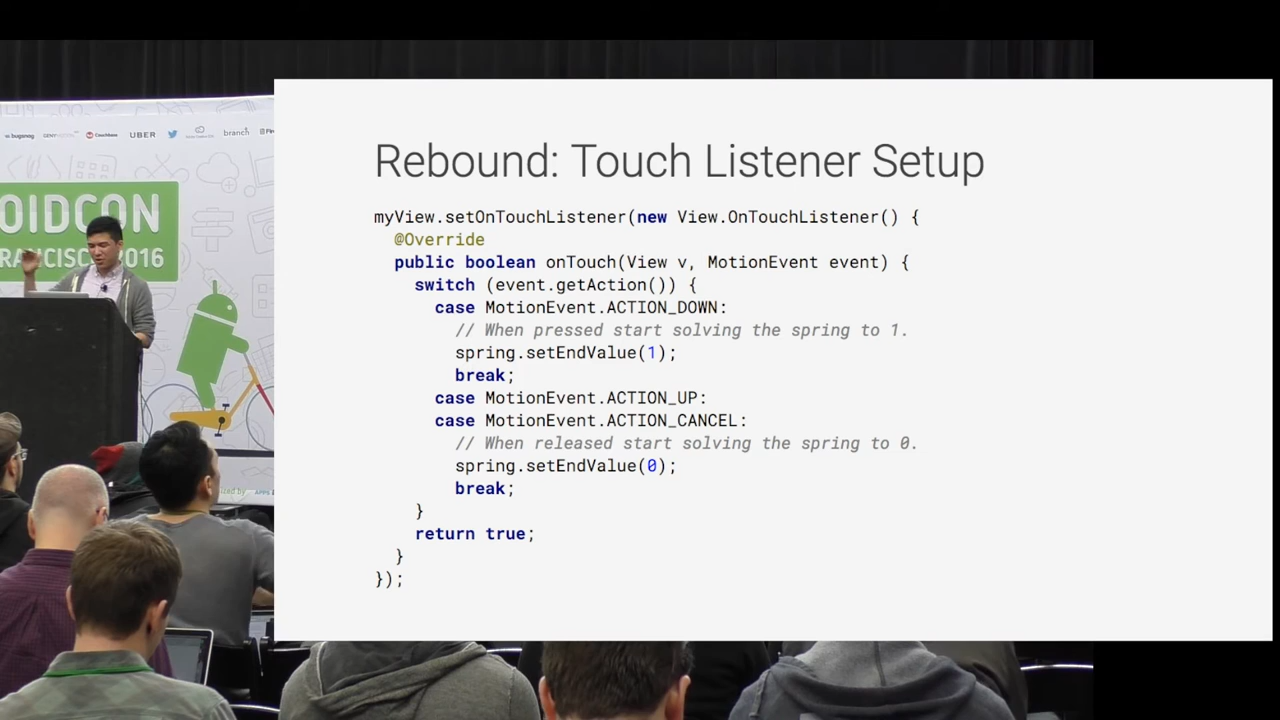 bugsnag
Couchbase
UBER
branch
OIDCON
RANCISCO 2016
Rebound: Touch Listener Setup
myView.setOnTouchListener(new View.OnTouchListener() {
@Override
public boolean onTouch(View v, MotionEvent event) {
switch (event.getAction()) {
case MotionEvent.ACTION_DOWN:
// When pressed start solving the spring to 1.
spring.setEndValue(1);
break;
case MotionEvent.ACTION_UP:
case MotionEvent.ACTION_CANCEL:
// When released start solving the spring to 0.
spring.setEndValue(0);
break;
}
return true;
}
});